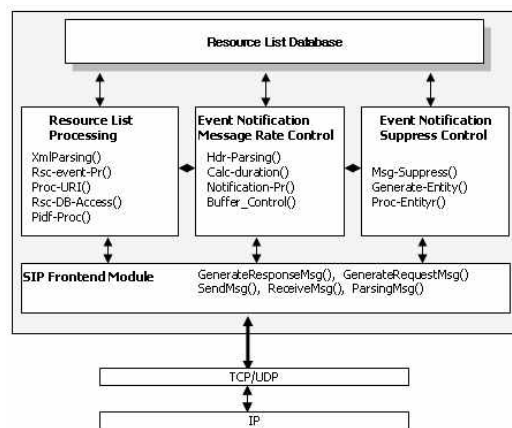 Resource List Database
Resource List
Processing
XmlParsing()
Rsc-event-Pr()
Proc-URI()
Rsc-DB-Access()
Pidf-Proc()
Event Notification
Message Rate Control
Hdr-Parsing()
Calc-duration()
Notification-Pr()
Buffer_Control()
Event Notification
Suppress Control
Msg-Suppress()
Generate-Entity()
Proc-Entityr()
SIP Frontend Module
GenerateResponseMsg(), GenerateRequestMsg()
SendMsg(), ReceiveMsg(), ParsingMsg()
TCP/UDP
IP